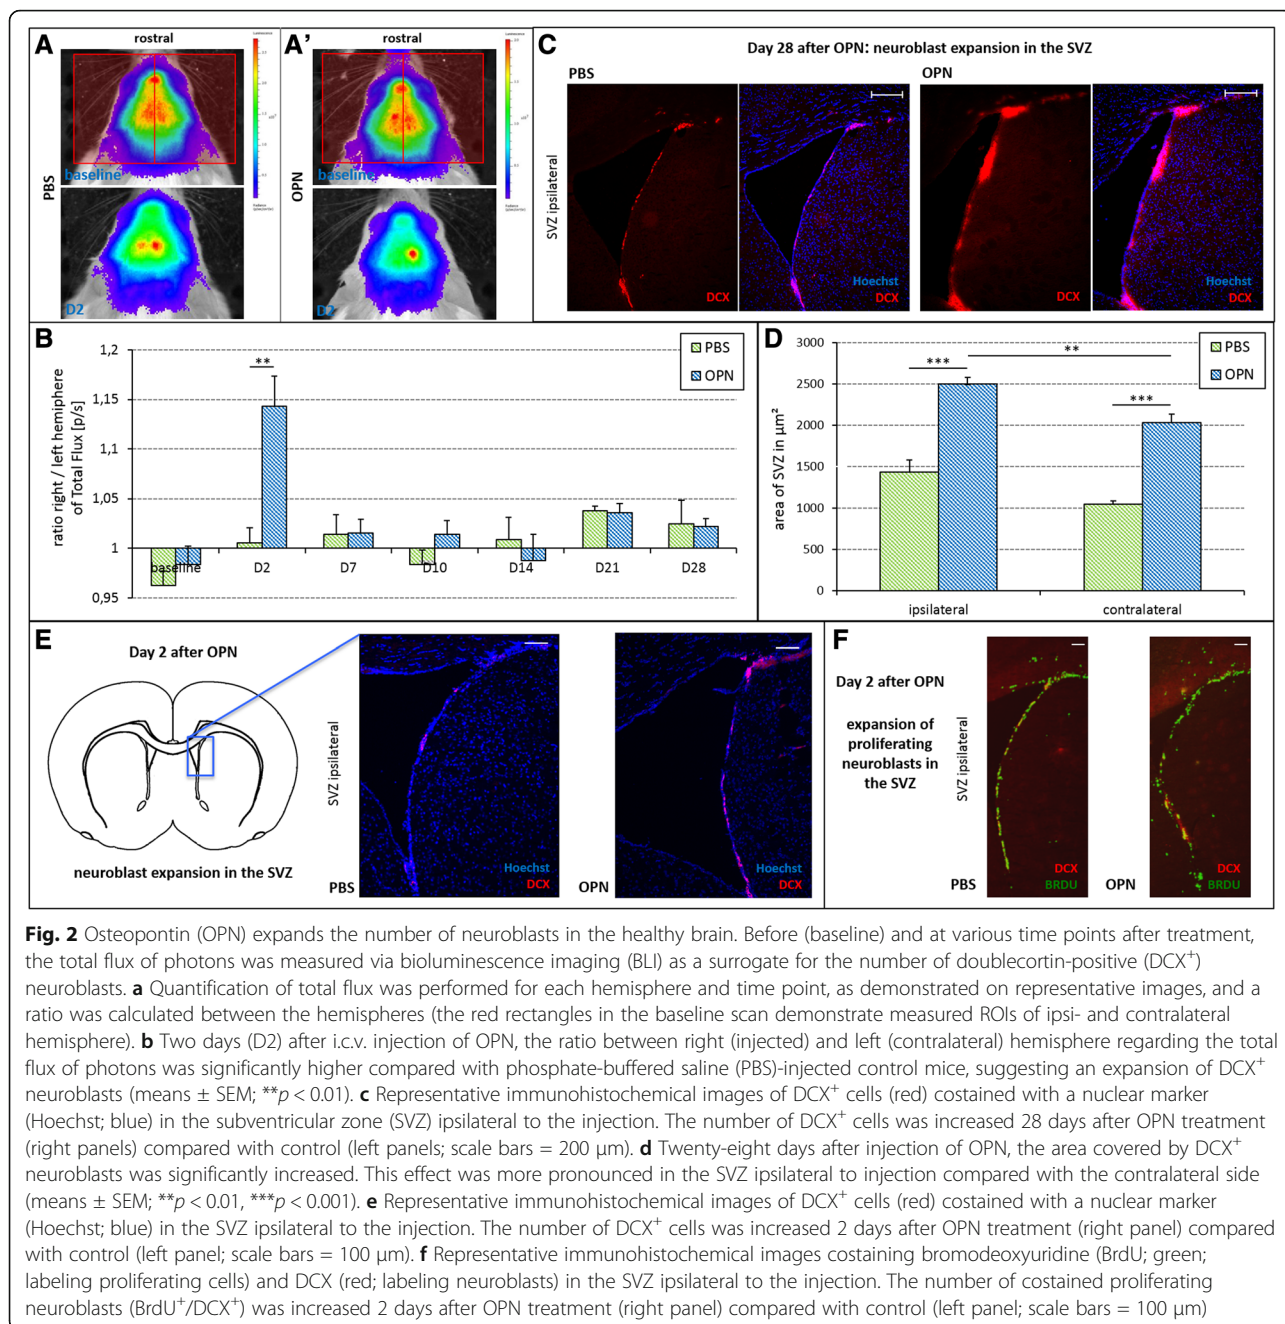 A
rostral
baseline
PBS
D2
A'
rostral
baseline
OPN
D2
C
Day 28 after OPN: neuroblast expansion in the SVZ
PBS
OPN
SVZ ipsilateral
DCX
Hoechst
DCX
DCX
Hoechst
DCX
B
ratio right / left hemisphere
of Total Flux [p/s]
1,2
1,15
1,1
1,05
1
0,95
**
PBS
OPN
baseline
D2
D7
D10
D14
D21
D28
D
area of SVZ in µm²
3000
2500
2000
1500
1000
500
0
***
**
***
PBS
OPN
ipsilateral
contralateral
E
Day 2 after OPN
neuroblast expansion in the SVZ
SVZ ipsilateral
PBS
Hoechst
DCX
OPN
Hoechst
DCX
F
Day 2 after OPN
expansion of
proliferating
neuroblasts in
the SVZ
SVZ ipsilateral
PBS
DCX
BRDU
OPN
DCX
BRDU
Fig. 2 Osteopontin (OPN) expands the number of neuroblasts in the healthy brain. Before (baseline) and at various time points after treatment,
the total flux of photons was measured via bioluminescence imaging (BLI) as a surrogate for the number of doublecortin-positive (DCX⁺)
neuroblasts. a Quantification of total flux was performed for each hemisphere and time point, as demonstrated on representative images, and a
ratio was calculated between the hemispheres (the red rectangles in the baseline scan demonstrate measured ROIs of ipsi- and contralateral
hemisphere). b Two days (D2) after i.c.v. injection of OPN, the ratio between right (injected) and left (contralateral) hemisphere regarding the total
flux of photons was significantly higher compared with phosphate-buffered saline (PBS)-injected control mice, suggesting an expansion of DCX⁺
neuroblasts (means ± SEM; **p < 0.01). c Representative immunohistochemical images of DCX⁺ cells (red) costained with a nuclear marker
(Hoechst; blue) in the subventricular zone (SVZ) ipsilateral to the injection. The number of DCX⁺ cells was increased 28 days after OPN treatment
(right panels) compared with control (left panels; scale bars = 200 µm). d Twenty-eight days after injection of OPN, the area covered by DCX⁺
neuroblasts was significantly increased. This effect was more pronounced in the SVZ ipsilateral to injection compared with the contralateral side
(means ± SEM; **p < 0.01, ***p < 0.001). e Representative immunohistochemical images of DCX⁺ cells (red) costained with a nuclear marker
(Hoechst; blue) in the SVZ ipsilateral to the injection. The number of DCX⁺ cells was increased 2 days after OPN treatment (right panel) compared
with control (left panel; scale bars = 100 µm). f Representative immunohistochemical images costaining bromodeoxyuridine (BrdU; green;
labeling proliferating cells) and DCX (red; labeling neuroblasts) in the SVZ ipsilateral to the injection. The number of costained proliferating
neuroblasts (BrdU⁺/DCX⁺) was increased 2 days after OPN treatment (right panel) compared with control (left panel; scale bars = 100 µm)